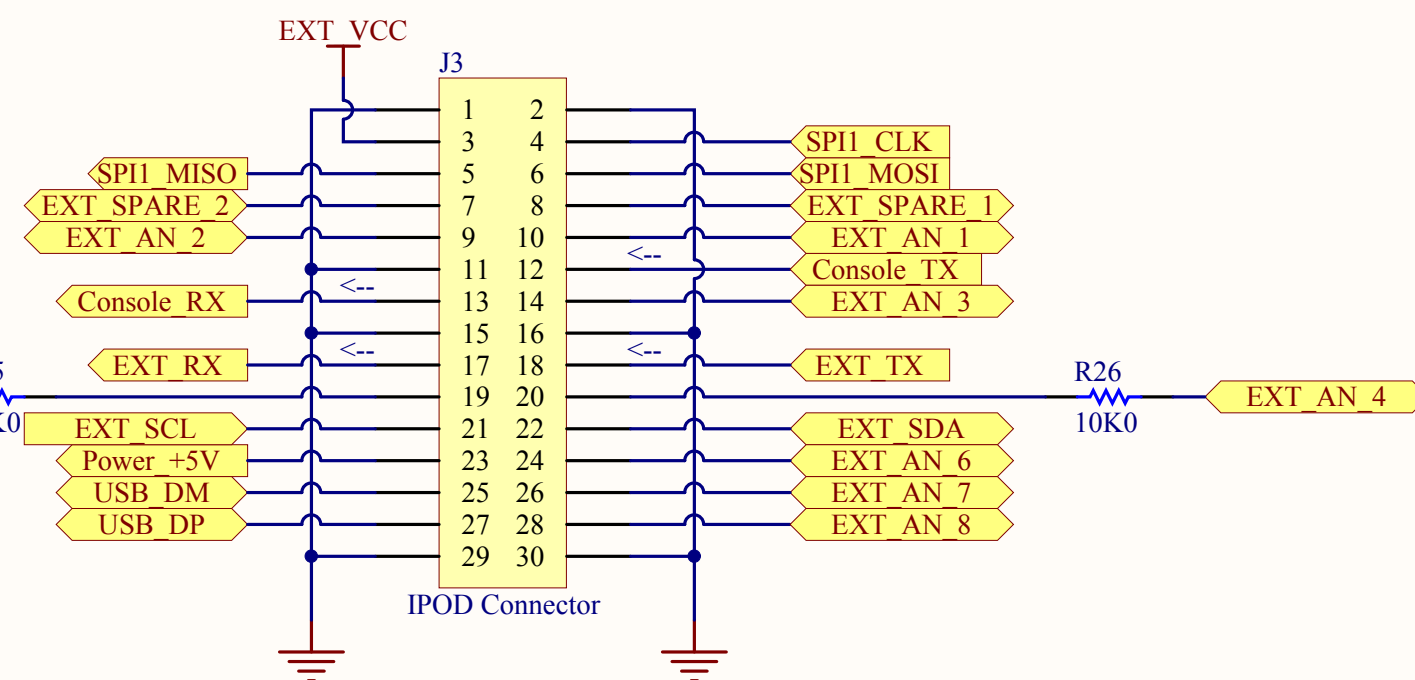 EXT_VCC
J3
1 2
3 4 SPI1_CLK
SPI1_MISO 5 6 SPI1_MOSI
EXT_SPARE_2 7 8 EXT_SPARE_1
EXT_AN_2 9 10 EXT_AN_1
<--
11 12 Console_TX
<--
Console_RX 13 14 EXT_AN_3
15 16
<-- <--
EXT_RX 17 18 EXT_TX
R26
19 20 EXT_AN_4
10K0
EXT_SCL 21 22 EXT_SDA
Power_+5V 23 24 EXT_AN_6
USB_DM 25 26 EXT_AN_7
USB_DP 27 28 EXT_AN_8
29 30
IPOD Connector